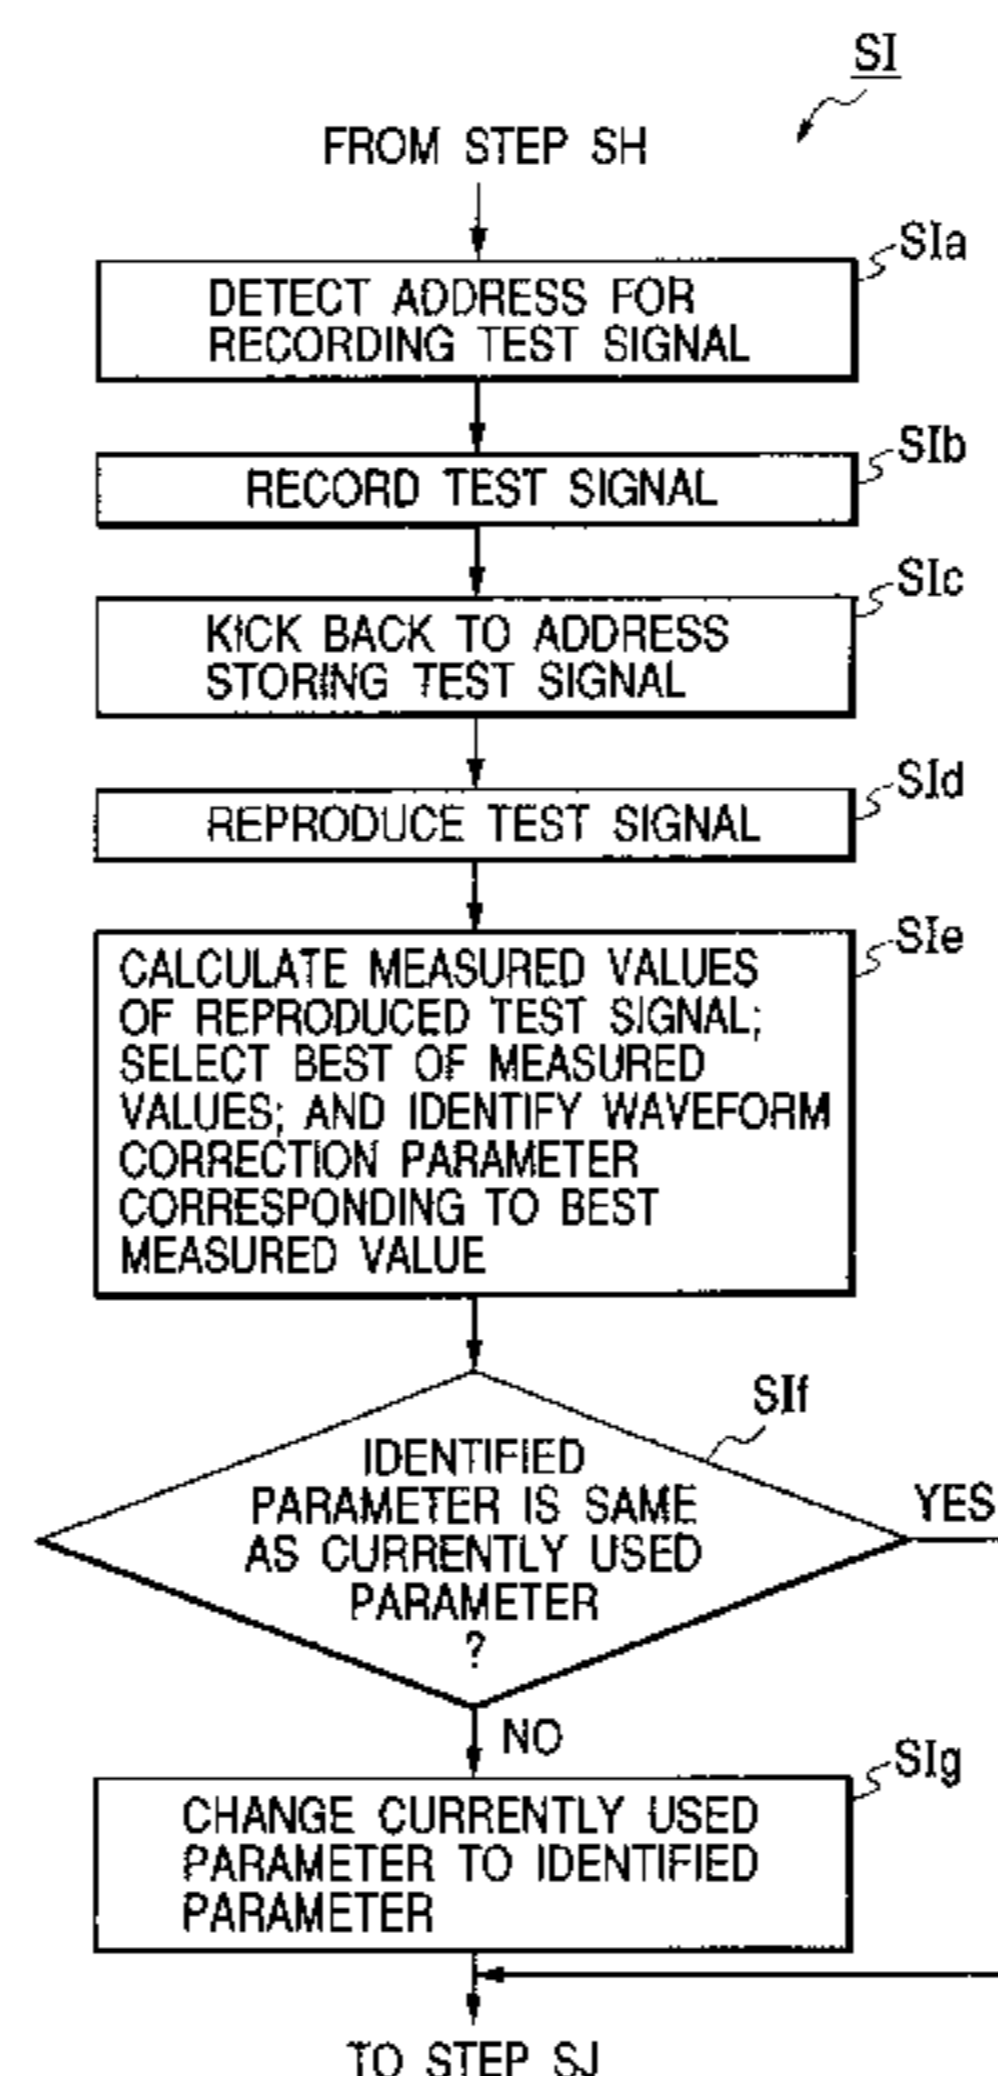 SI
FROM STEP SH
SIa
DETECT ADDRESS FOR
RECORDING TEST SIGNAL
SIb
RECORD TEST SIGNAL
SIc
KICK BACK TO ADDRESS
STORING TEST SIGNAL
SId
REPRODUCE TEST SIGNAL
SIe
CALCULATE MEASURED VALUES
OF REPRODUCED TEST SIGNAL;
SELECT BEST OF MEASURED
VALUES; AND IDENTIFY WAVEFORM
CORRECTION PARAMETER
CORRESPONDING TO BEST
MEASURED VALUE
SIf
IDENTIFIED
PARAMETER IS SAME
AS CURRENTLY USED
PARAMETER
?
YES
NO
SIg
CHANGE CURRENTLY USED
PARAMETER TO IDENTIFIED
PARAMETER
TO STEP SJ